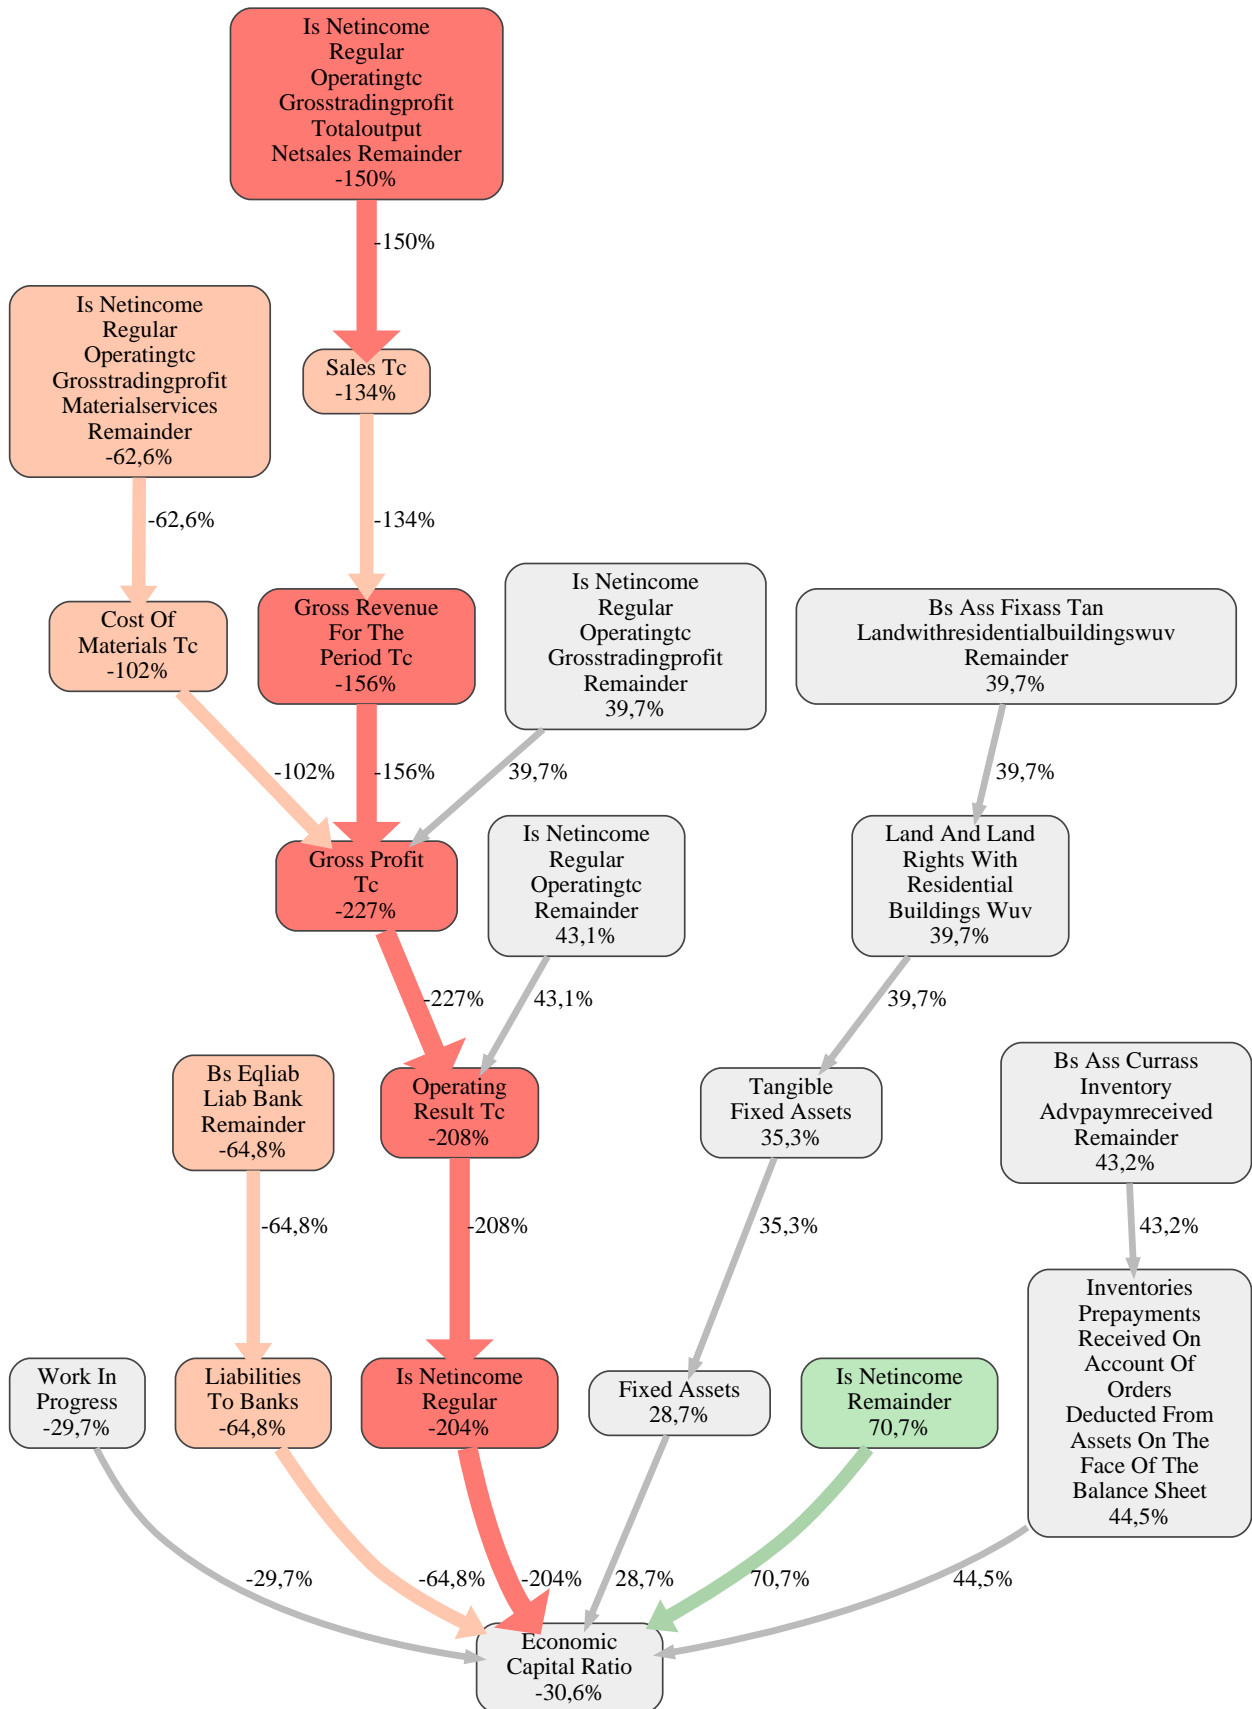 Is Netincome
Regular
Operatingtc
Grosstradingprofit
Totaloutput
Netsales Remainder
-150%
-150%
Is Netincome
Regular
Operatingtc
Grosstradingprofit
Materialservices
Remainder
-62,6%
Sales Tc
-134%
-62,6%
-134%
Cost Of
Materials Tc
-102%
Gross Revenue
For The
Period Tc
-156%
Is Netincome
Regular
Operatingtc
Grosstradingprofit
Remainder
39,7%
Bs Ass Fixass Tan
Landwithresidentialbuildingswuv
Remainder
39,7%
-102%
-156%
39,7%
39,7%
Gross Profit
Tc
-227%
Is Netincome
Regular
Operatingtc
Remainder
43,1%
Land And Land
Rights With
Residential
Buildings Wuv
39,7%
-227%
43,1%
39,7%
Bs Eqliab
Liab Bank
Remainder
-64,8%
Operating
Result Tc
-208%
Tangible
Fixed Assets
35,3%
Bs Ass Currass
Inventory
Advpaymreceived
Remainder
43,2%
-64,8%
-208%
35,3%
43,2%
Work In
Progress
-29,7%
Liabilities
To Banks
-64,8%
Is Netincome
Regular
-204%
Fixed Assets
28,7%
Is Netincome
Remainder
70,7%
Inventories
Prepayments
Received On
Account Of
Orders
Deducted From
Assets On The
Face Of The
Balance Sheet
44,5%
-29,7%
-64,8%
-204%
28,7%
70,7%
44,5%
Economic
Capital Ratio
-30,6%